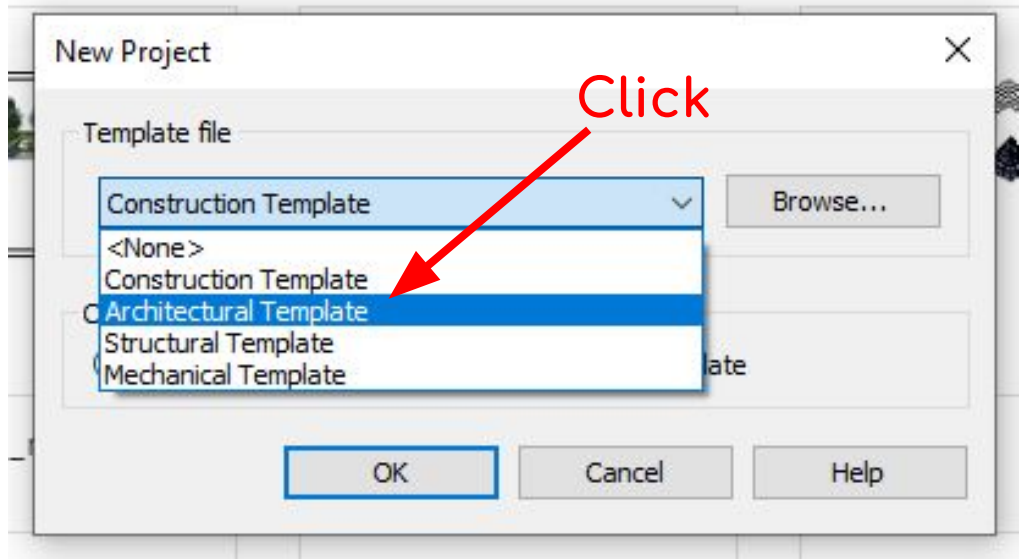 New Project
Click
Template file
Construction Template
Browse...
<None>
Construction Template
Architectural Template
Structural Template
Mechanical Template
OK
Cancel
Help